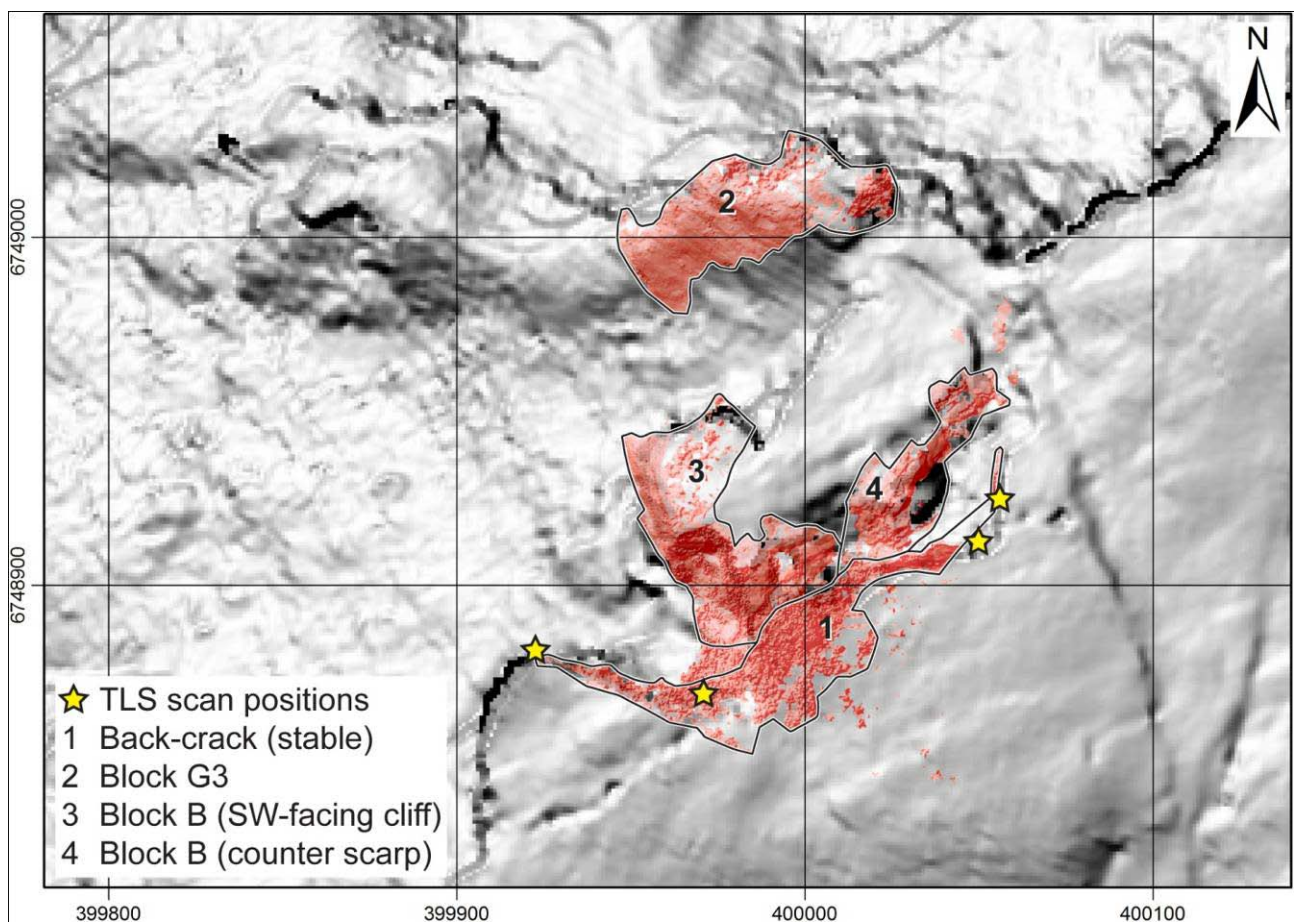 N
2
6749000
3
4
6748900
1
TLS scan positions
1 Back-crack (stable)
2 Block G3
3 Block B (SW-facing cliff)
4 Block B (counter scarp)
399800 399900 400000 400100